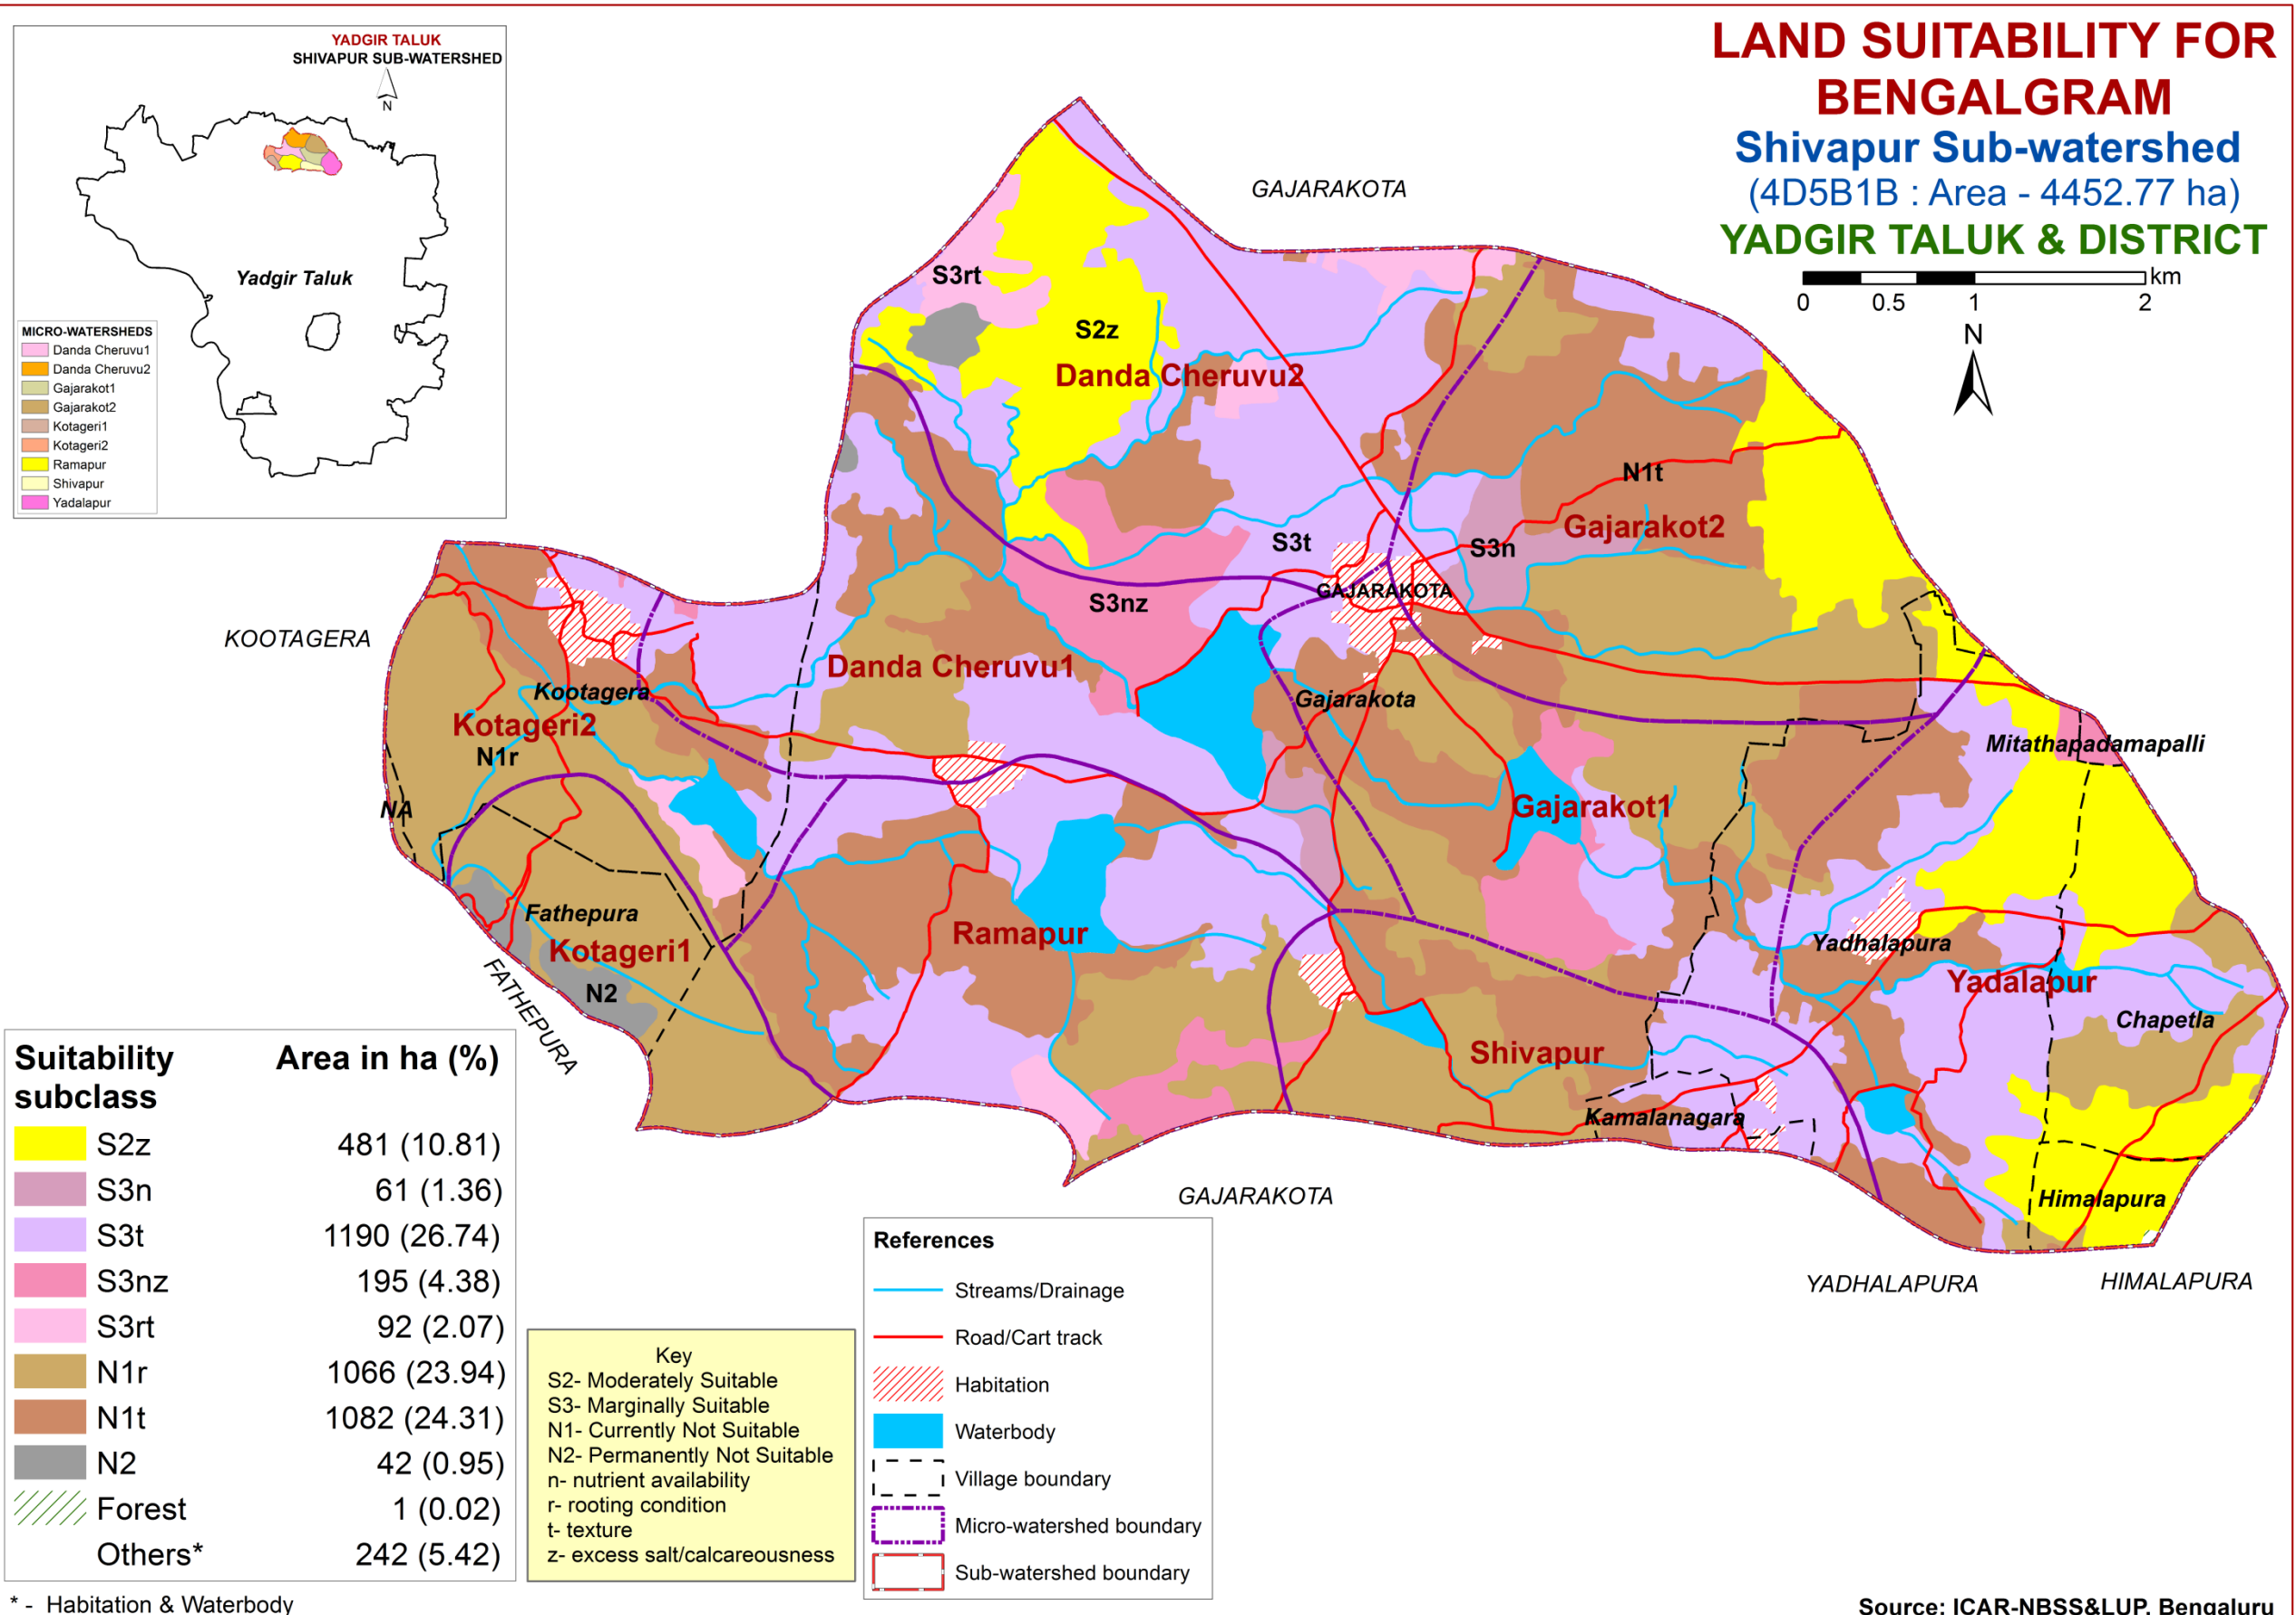 LAND SUITABILITY FOR
BENGALGRAM
Shivapur Sub-watershed
(4D5B1B : Area - 4452.77 ha)
YADGIR TALUK & DISTRICT
km
0 0.5 1 2
N
YADGIR TALUK
SHIVAPUR SUB-WATERSHED
N
Yadgir Taluk
MICRO-WATERSHEDS
Danda Cheruvu1
Danda Cheruvu2
Gajarakot1
Gajarakot2
Kotageri1
Kotageri2
Ramapur
Shivapur
Yadalapur
GAJARAKOTA
S3rt
S2z
Danda Cheruvu2
N1t
Gajarakot2
S3t
S3n
GAJARAKOTA
S3nz
KOOTAGERA
Danda Cheruvu1
Kootagera
Gajarakota
Kotageri2
N1r
Mitathapadamapalli
NA
Gajarakot1
Fathepura
Kotageri1
Ramapur
Yadhalapura
Yadalapur
N2
FATHEPURA
Chapetla
Shivapur
Kamalanagara
Himalapura
GAJARAKOTA
YADHALAPURA
HIMALAPURA
Suitability subclass Area in ha (%)
S2z 481 (10.81)
S3n 61 (1.36)
S3t 1190 (26.74)
S3nz 195 (4.38)
S3rt 92 (2.07)
N1r 1066 (23.94)
N1t 1082 (24.31)
N2 42 (0.95)
Forest 1 (0.02)
Others* 242 (5.42)
* - Habitation & Waterbody
Key
S2- Moderately Suitable
S3- Marginally Suitable
N1- Currently Not Suitable
N2- Permanently Not Suitable
n- nutrient availability
r- rooting condition
t- texture
z- excess salt/calcareousness
References
Streams/Drainage
Road/Cart track
Habitation
Waterbody
Village boundary
Micro-watershed boundary
Sub-watershed boundary
Source: ICAR-NBSS&LUP, Bengaluru